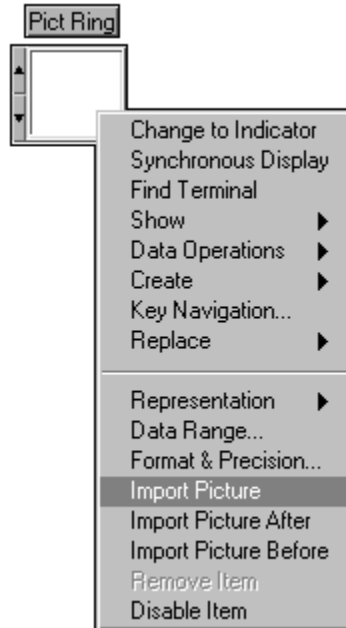 Pict Ring
Change to Indicator
Synchronous Display
Find Terminal
Show
Data Operations
Create
Key Navigation...
Replace
Representation
Data Range...
Format & Precision...
Import Picture
Import Picture After
Import Picture Before
Remove Item
Disable Item